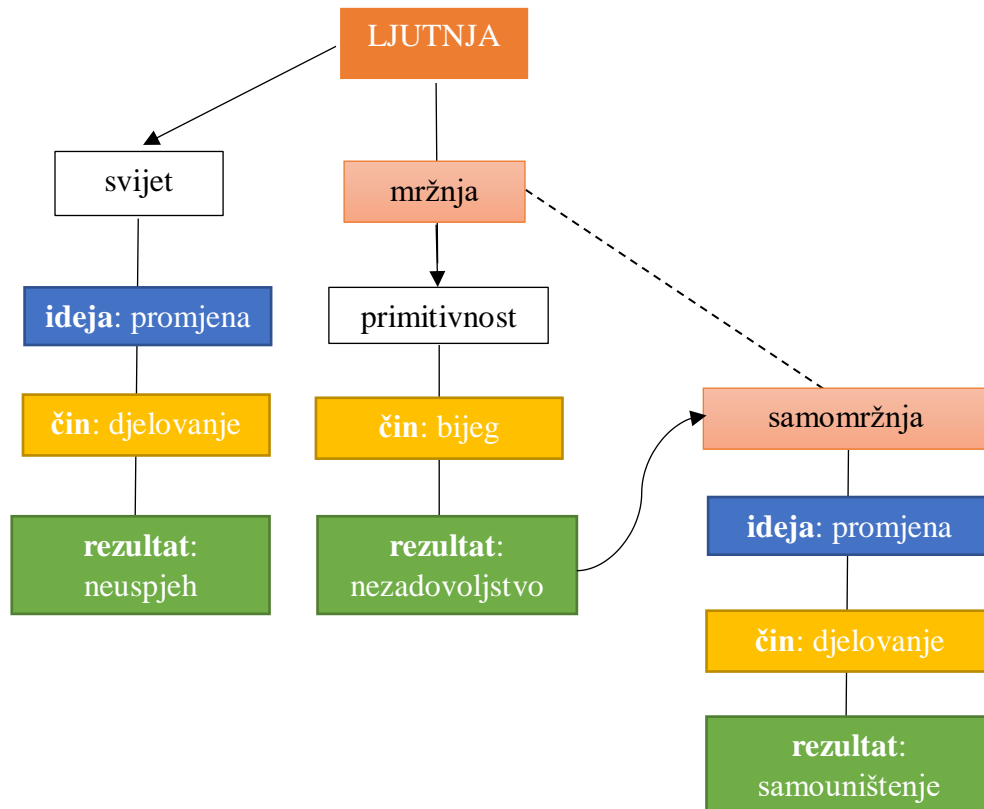 LJUTNJA
svijet
mržnja
ideja: promjena
primitivnost
čin: djelovanje
čin: bijeg
samomržnja
rezultat:
neuspjeh
rezultat:
nezadovoljstvo
ideja: promjena
čin: djelovanje
rezultat:
samouništenje